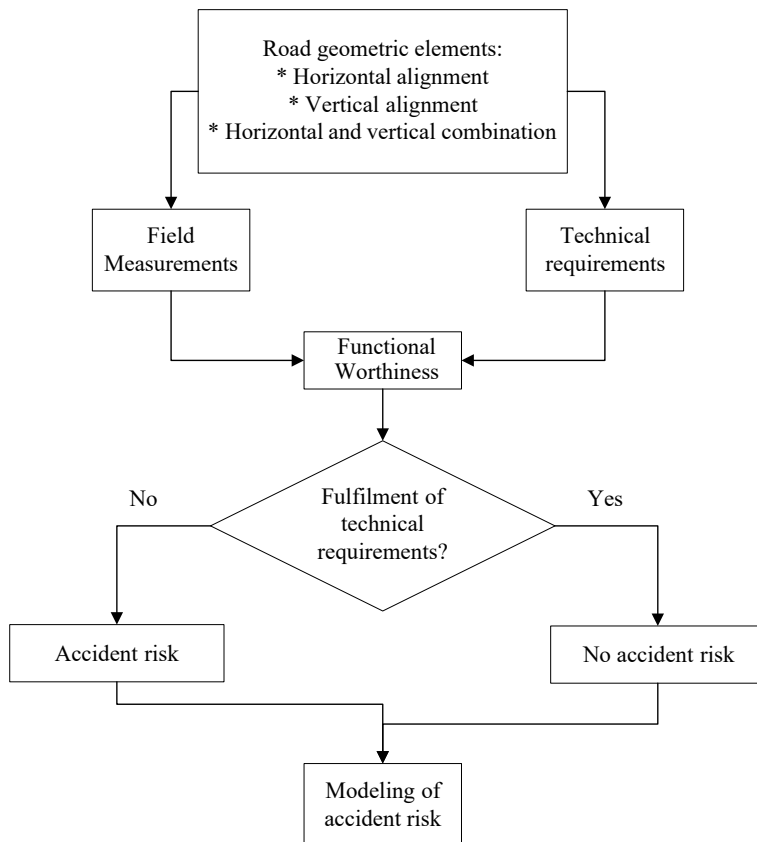 Road geometric elements:
* Horizontal alignment
* Vertical alignment
* Horizontal and vertical combination
Field
Measurements
Technical
requirements
Functional
Worthiness
Fulfilment of
technical
requirements?
No
Yes
Accident risk
No accident risk
Modeling of
accident risk